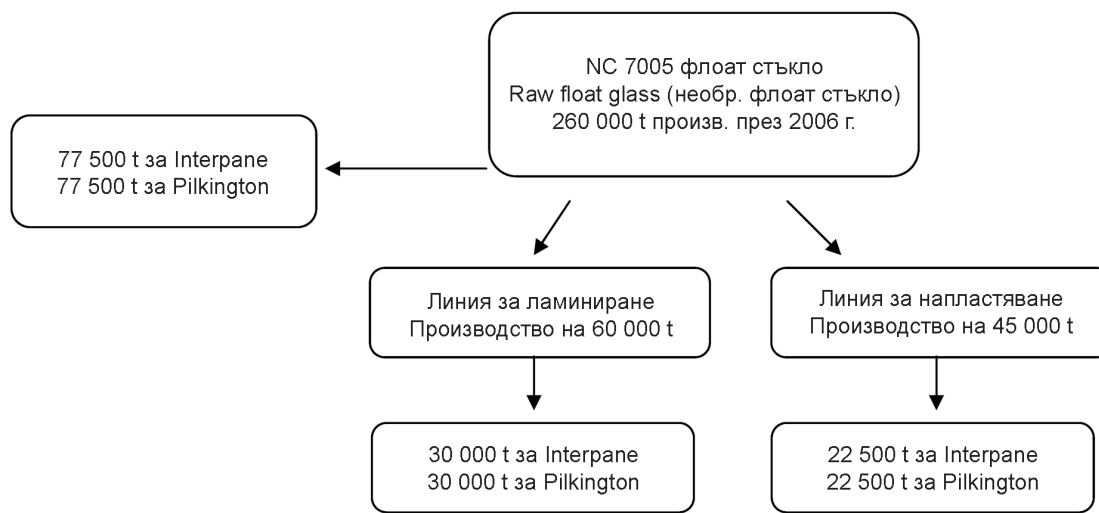 NC 7005 флоат стъкло
Raw float glass (необр. флоат стъкло)
260 000 t произв. през 2006 г.
77 500 t за Interpane
77 500 t за Pilkington
Линия за ламиниране
Производство на 60 000 t
Линия за напластяване
Производство на 45 000 t
30 000 t за Interpane
30 000 t за Pilkington
22 500 t за Interpane
22 500 t за Pilkington